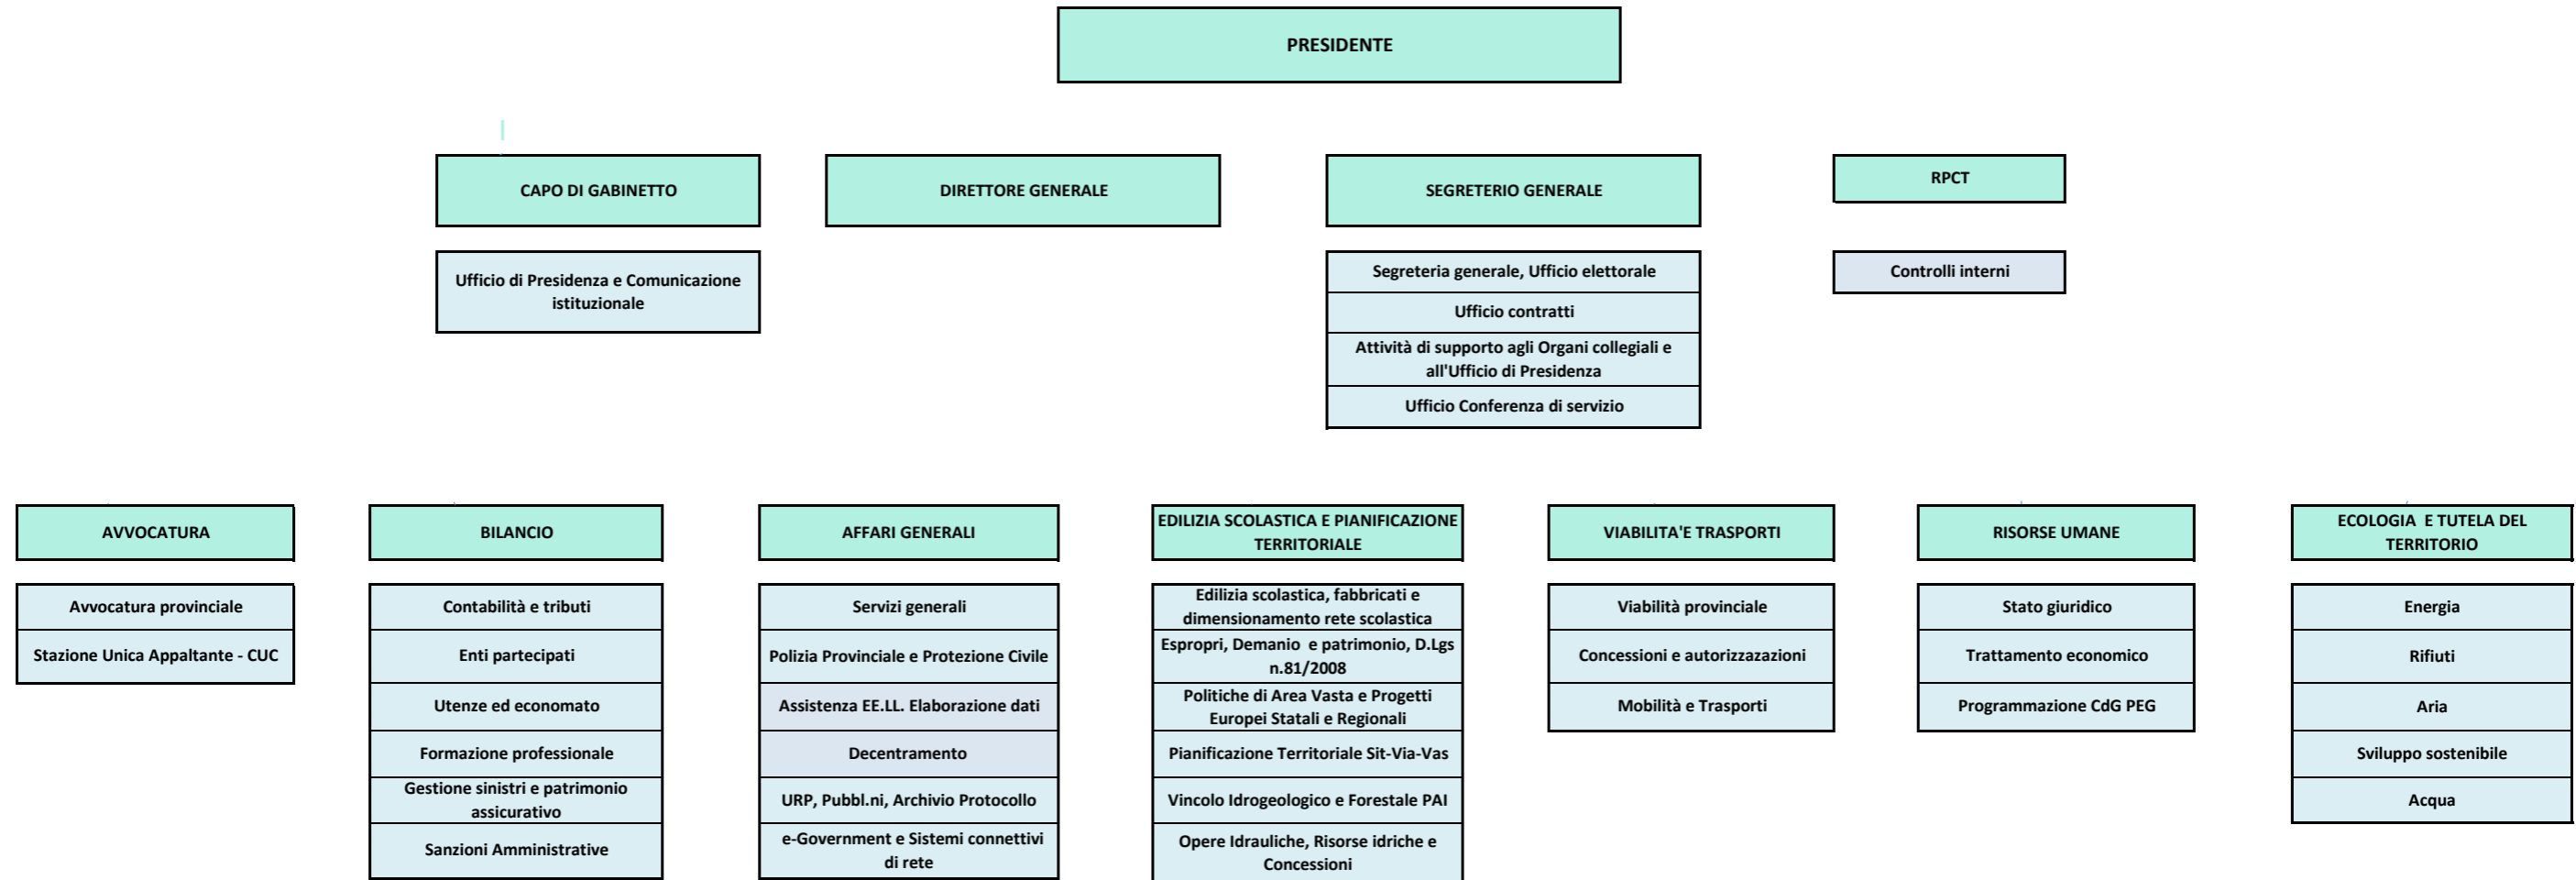 PRESIDENTE
CAPO DI GABINETTO
DIRETTORE GENERALE
SEGRETERIO GENERALE
RPCT
Ufficio di Presidenza e Comunicazione
istituzionale
Segreteria generale, Ufficio elettorale
Ufficio contratti
Attività di supporto agli Organi collegiali e
all'Ufficio di Presidenza
Ufficio Conferenza di servizio
Controlli interni
AVVOCATURA
Avvocatura provinciale
Stazione Unica Appaltante - CUC
BILANCIO
Contabilità e tributi
Enti partecipati
Utenze ed economato
Formazione professionale
Gestione sinistri e patrimonio
assicurativo
Sanzioni Amministrative
AFFARI GENERALI
Servizi generali
Polizia Provinciale e Protezione Civile
Assistenza EE.LL. Elaborazione dati
Decentramento
URP, Pubbl.ni, Archivio Protocollo
e-Government e Sistemi connettivi
di rete
EDILIZIA SCOLASTICA E PIANIFICAZIONE
TERRITORIALE
Edilizia scolastica, fabbricati e
dimensionamento rete scolastica
Espropri, Demanio e patrimonio, D.Lgs
n.81/2008
Politiche di Area Vasta e Progetti
Europei Statali e Regionali
Pianificazione Territoriale Sit-Via-Vas
Vincolo Idrogeologico e Forestale PAI
Opere Idrauliche, Risorse idriche e
Concessioni
VIABILITA'E TRASPORTI
Viabilità provinciale
Concessioni e autorizzazazioni
Mobilità e Trasporti
RISORSE UMANE
Stato giuridico
Trattamento economico
Programmazione CdG PEG
ECOLOGIA E TUTELA DEL
TERRITORIO
Energia
Rifiuti
Aria
Sviluppo sostenibile
Acqua